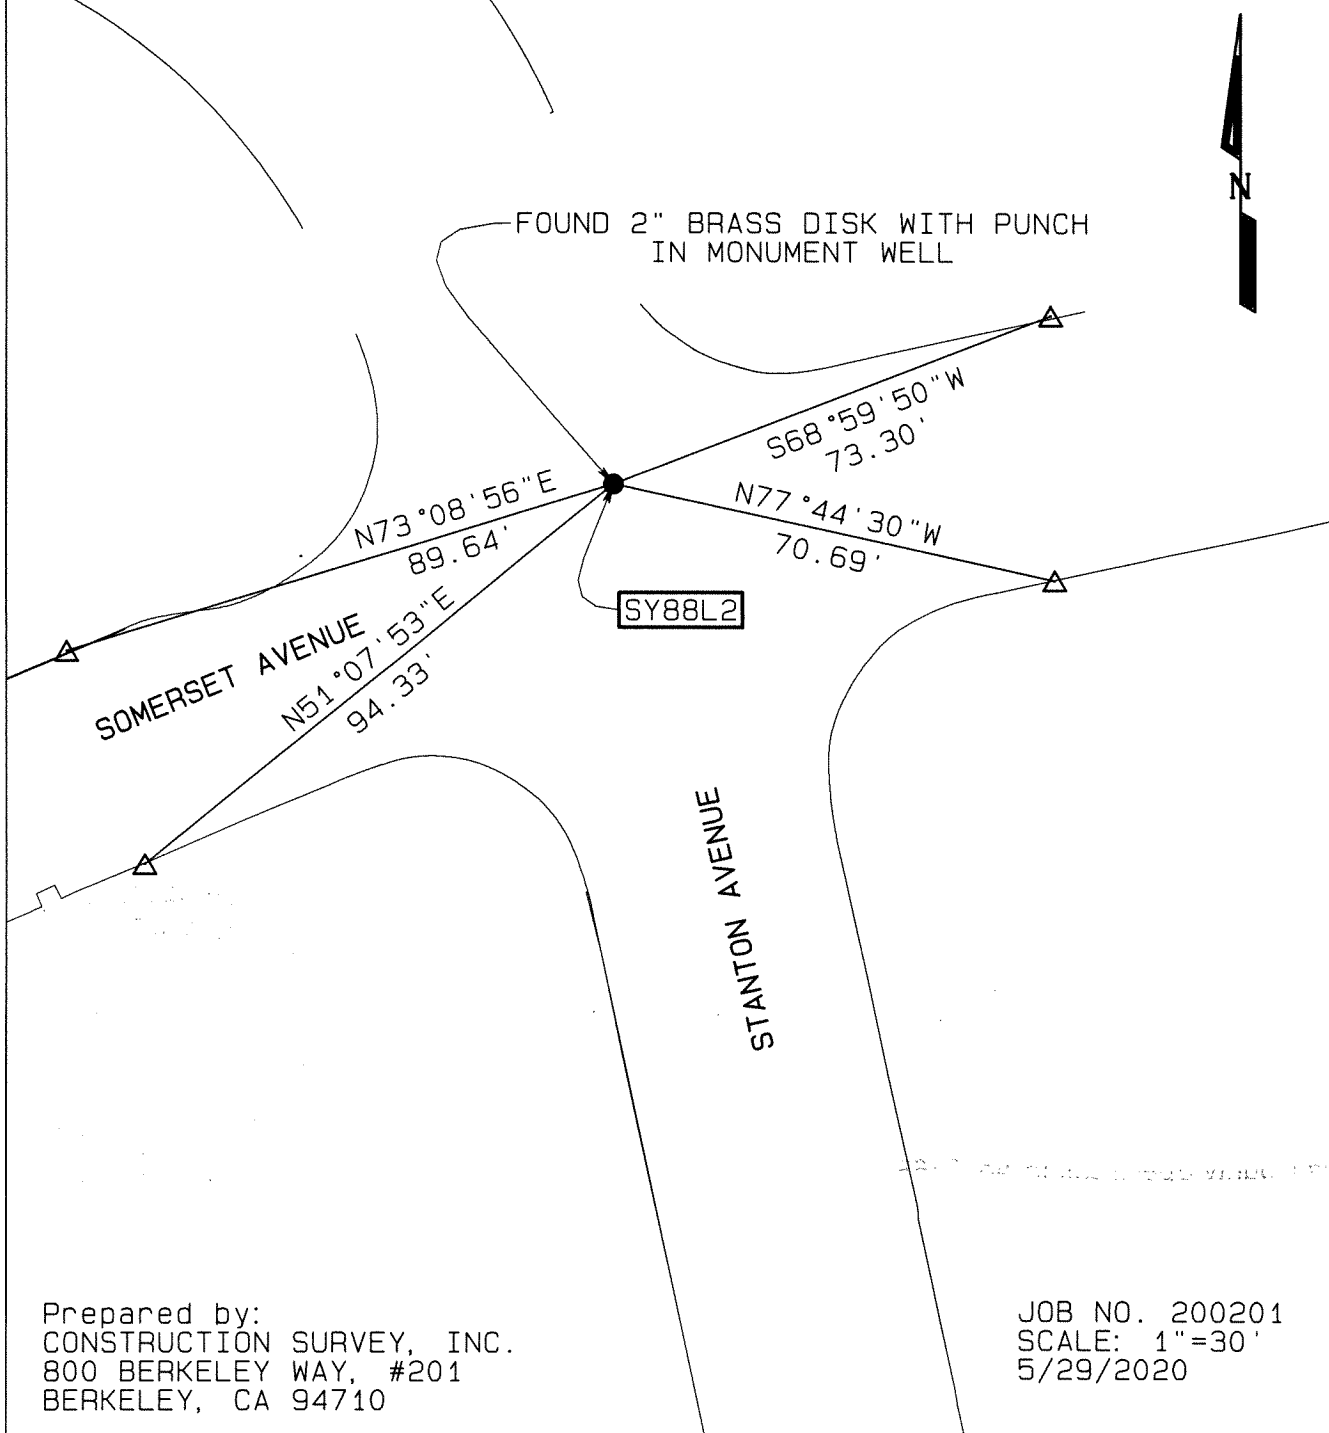 N
FOUND 2" BRASS DISK WITH PUNCH
IN MONUMENT WELL
S68°59'50"W
73.30'
N73°08'56"E
89.64'
N77°44'30"W
70.69'
SY88L2
SOMERSET AVENUE
N51°07'53"E
94.33'
STANTON AVENUE
Prepared by:
CONSTRUCTION SURVEY, INC.
800 BERKELEY WAY, #201
BERKELEY, CA 94710
JOB NO. 200201
SCALE: 1"=30'
5/29/2020